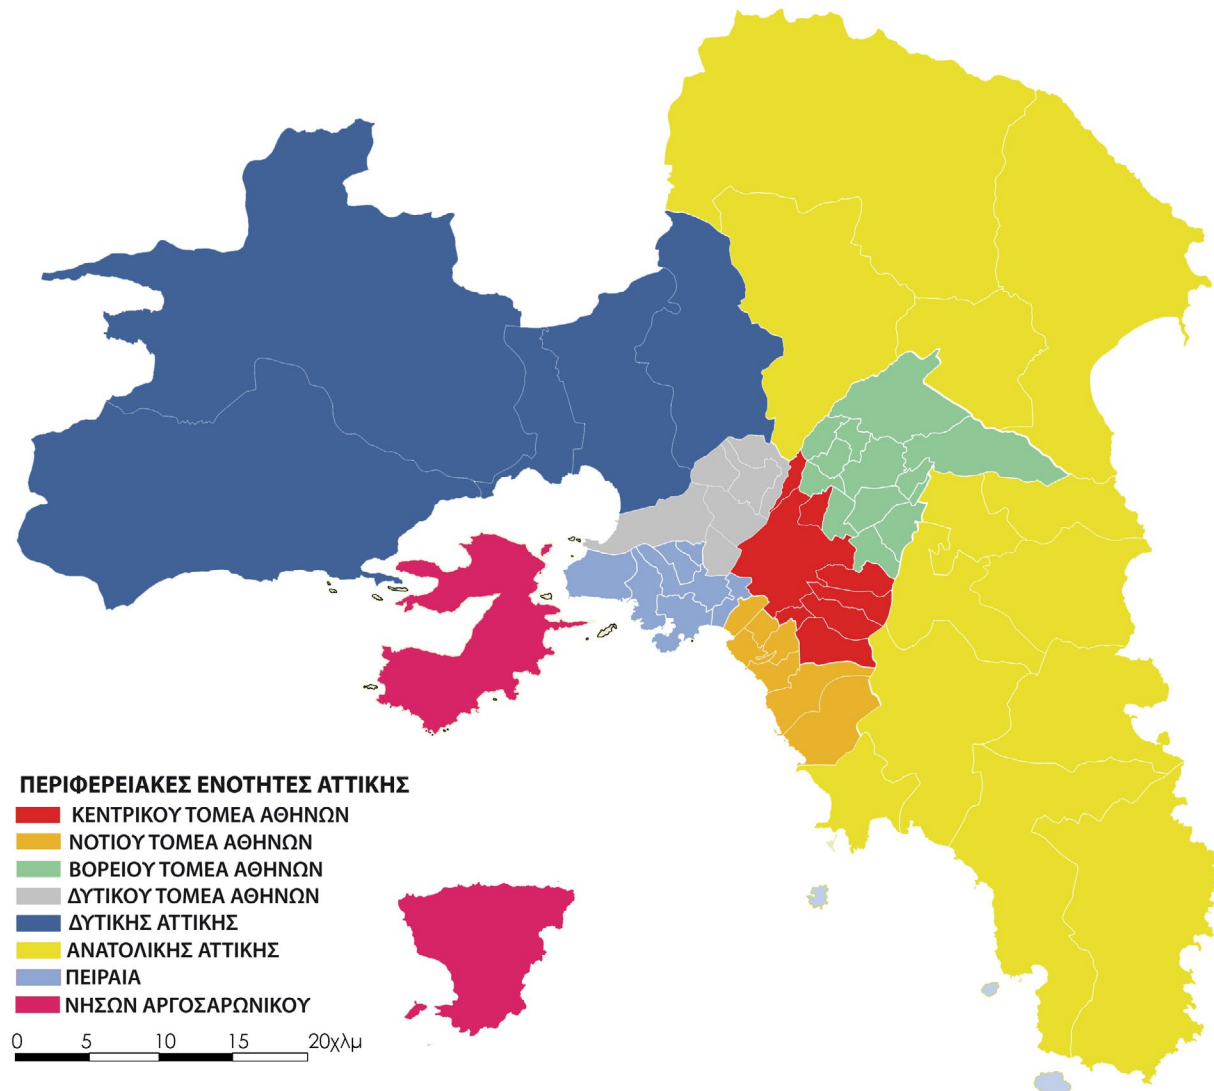 ΠΕΡΙΦΕΡΕΙΑΚΕΣ ΕΝΟΤΗΤΕΣ ΑΤΤΙΚΗΣ
ΚΕΝΤΡΙΚΟΥ ΤΟΜΕΑ ΑΘΗΝΩΝ
ΝΟΤΙΟΥ ΤΟΜΕΑ ΑΘΗΝΩΝ
ΒΟΡΕΙΟΥ ΤΟΜΕΑ ΑΘΗΝΩΝ
ΔΥΤΙΚΟΥ ΤΟΜΕΑ ΑΘΗΝΩΝ
ΔΥΤΙΚΗΣ ΑΤΤΙΚΗΣ
ΑΝΑΤΟΛΙΚΗΣ ΑΤΤΙΚΗΣ
ΠΕΙΡΑΙΑ
ΝΗΣΩΝ ΑΡΓΟΣΑΡΩΝΙΚΟΥ
0 5 10 15 20χλμ